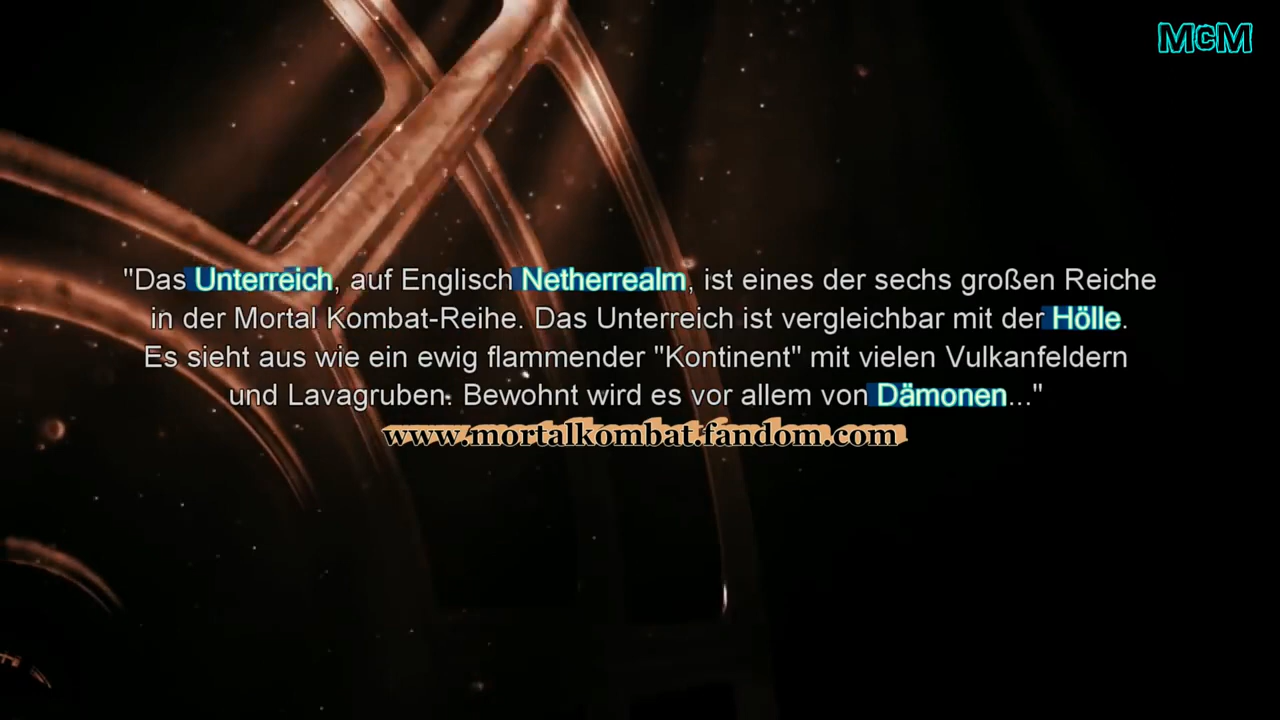 McM
"Das Unterreich, auf Englisch Netherrealm, ist eines der sechs großen Reiche
in der Mortal Kombat-Reihe. Das Unterreich ist vergleichbar mit der Hölle.
Es sieht aus wie ein ewig flammender "Kontinent" mit vielen Vulkanfeldern
und Lavagruben. Bewohnt wird es vor allem von Dämonen..."
www.mortalkombat.fandom.com